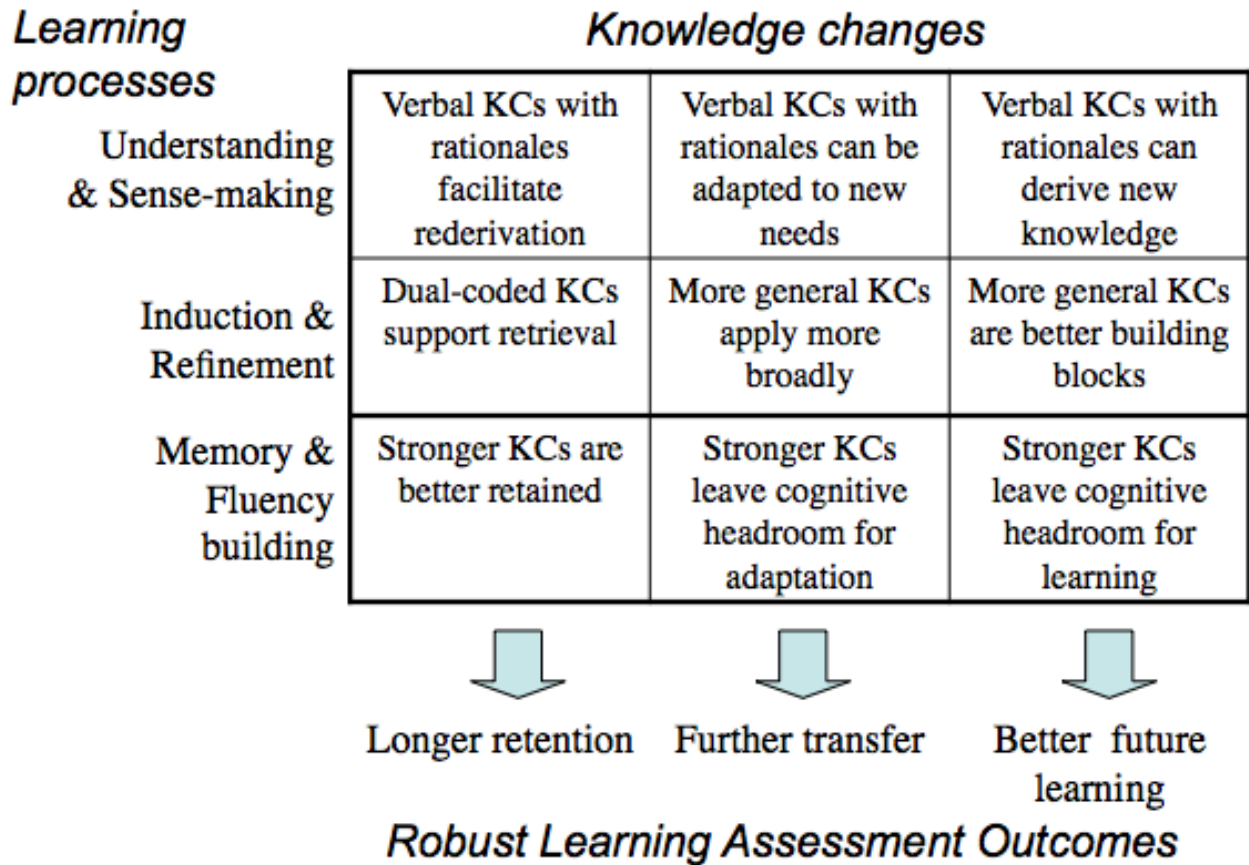 Learning
processes
Knowledge changes
Understanding
& Sense-making
Verbal KCs with
rationales
facilitate
rederivation
Verbal KCs with
rationales can be
adapted to new
needs
Verbal KCs with
rationales can
derive new
knowledge
Induction &
Refinement
Dual-coded KCs
support retrieval
More general KCs
apply more
broadly
More general KCs
are better building
blocks
Memory &
Fluency
building
Stronger KCs are
better retained
Stronger KCs
leave cognitive
headroom for
adaptation
Stronger KCs
leave cognitive
headroom for
learning
Longer retention
Further transfer
Better future
learning
Robust Learning Assessment Outcomes